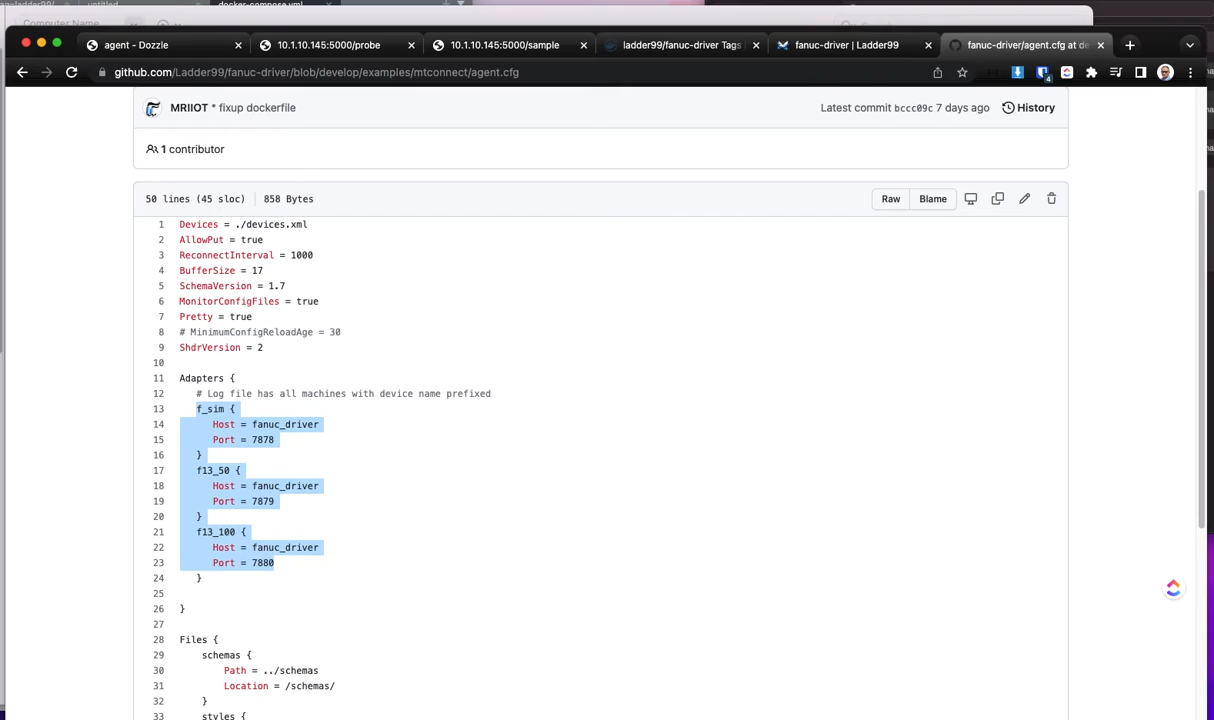 untitled
docker-compose.yml
Computer Name
agent - Dozzle
10.1.10.145:5000/probe
10.1.10.145:5000/sample
ladder99/fanuc-driver Tags
fanuc-driver | Ladder99
fanuc-driver/agent.cfg at de
github.com/Ladder99/fanuc-driver/blob/develop/examples/mtconnect/agent.cfg
4
MRIIOT * fixup dockerfile
Latest commit bccc09c 7 days ago
History
1 contributor
50 lines (45 sloc)
858 Bytes
Raw
Blame
1 Devices = ./devices.xml
2 AllowPut = true
3 ReconnectInterval = 1000
4 BufferSize = 17
5 SchemaVersion = 1.7
6 MonitorConfigFiles = true
7 Pretty = true
8 # MinimumConfigReloadAge = 30
9 ShdrVersion = 2
10
11 Adapters {
12 # Log file has all machines with device name prefixed
13 f_sim {
14 Host = fanuc_driver
15 Port = 7878
16 }
17 f13_50 {
18 Host = fanuc_driver
19 Port = 7879
20 }
21 f13_100 {
22 Host = fanuc_driver
23 Port = 7880
24 }
25
26 }
27
28 Files {
29 schemas {
30 Path = ../schemas
31 Location = /schemas/
32 }
33 styles {